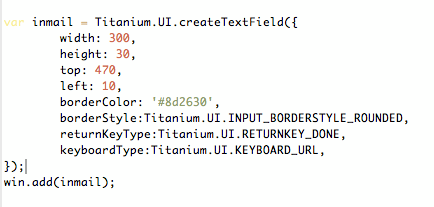 var inmail = Titanium.UI.createTextField({
width: 300,
height: 30,
top: 470,
left: 10,
borderColor: '#8d2630',
borderStyle:Titanium.UI.INPUT_BORDERSTYLE_ROUNDED,
returnKeyType:Titanium.UI.RETURNKEY_DONE,
keyboardType:Titanium.UI.KEYBOARD_URL,
});
win.add(inmail);